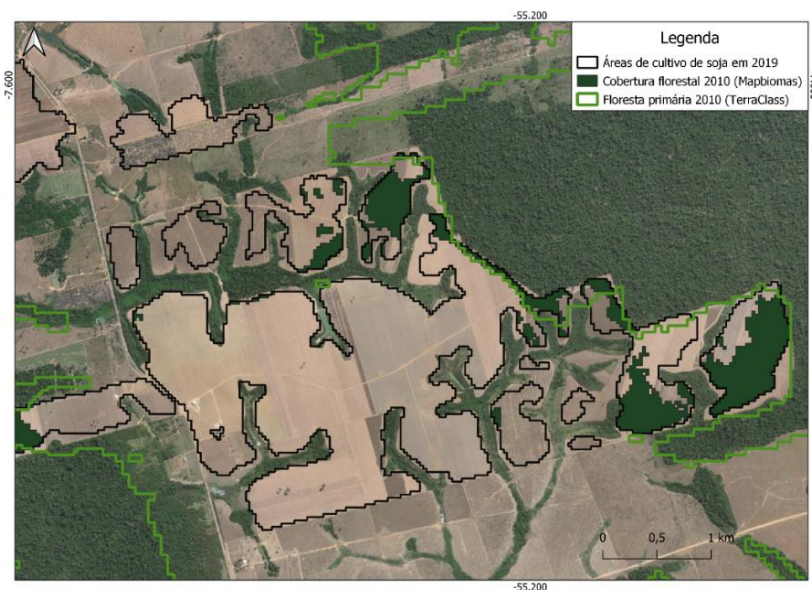 -55.200
-7.600
Legenda
Áreas de cultivo de soja em 2019
Cobertura florestal 2010 (Mapbiomas)
Floresta primária 2010 (TerraClass)
0 0,5 1 km
-55.200